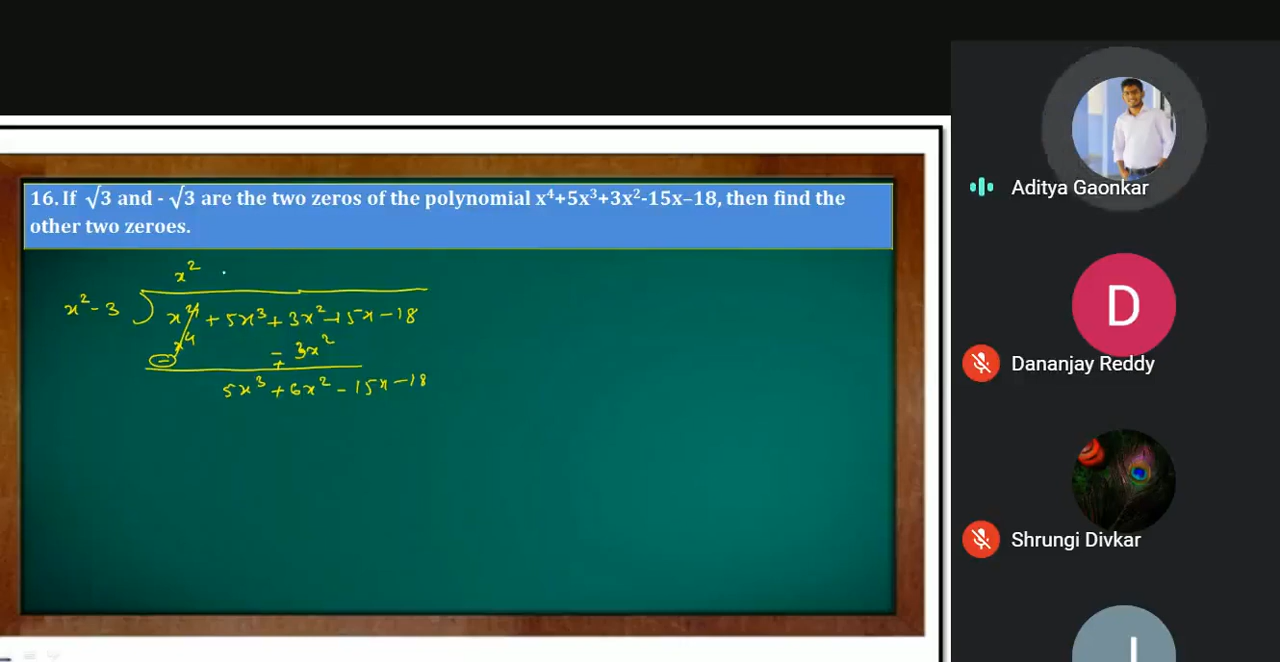 16. If √3 and - √3 are the two zeros of the polynomial x⁴+5x³+3x²-15x–18, then find the
other two zeroes.
x²
x² - 3 ) x⁴ + 5x³ + 3x² - 15x - 18
x⁴ - 3x²
5x³ + 6x² - 15x - 18
Aditya Gaonkar
D
Dananjay Reddy
Shrungi Divkar